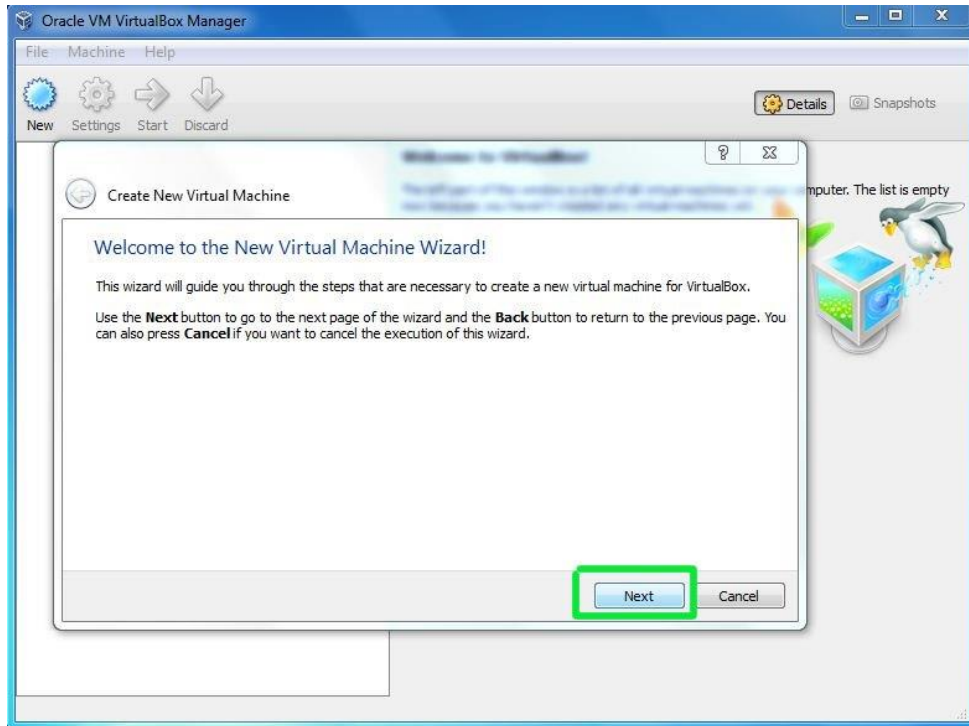 Oracle VM VirtualBox Manager
File Machine Help
New Settings Start Discard
Details Snapshots
Welcome to VirtualBox!
computer. The list is empty
Create New Virtual Machine
Welcome to the New Virtual Machine Wizard!
This wizard will guide you through the steps that are necessary to create a new virtual machine for VirtualBox.
Use the Next button to go to the next page of the wizard and the Back button to return to the previous page. You
can also press Cancel if you want to cancel the execution of this wizard.
Next Cancel